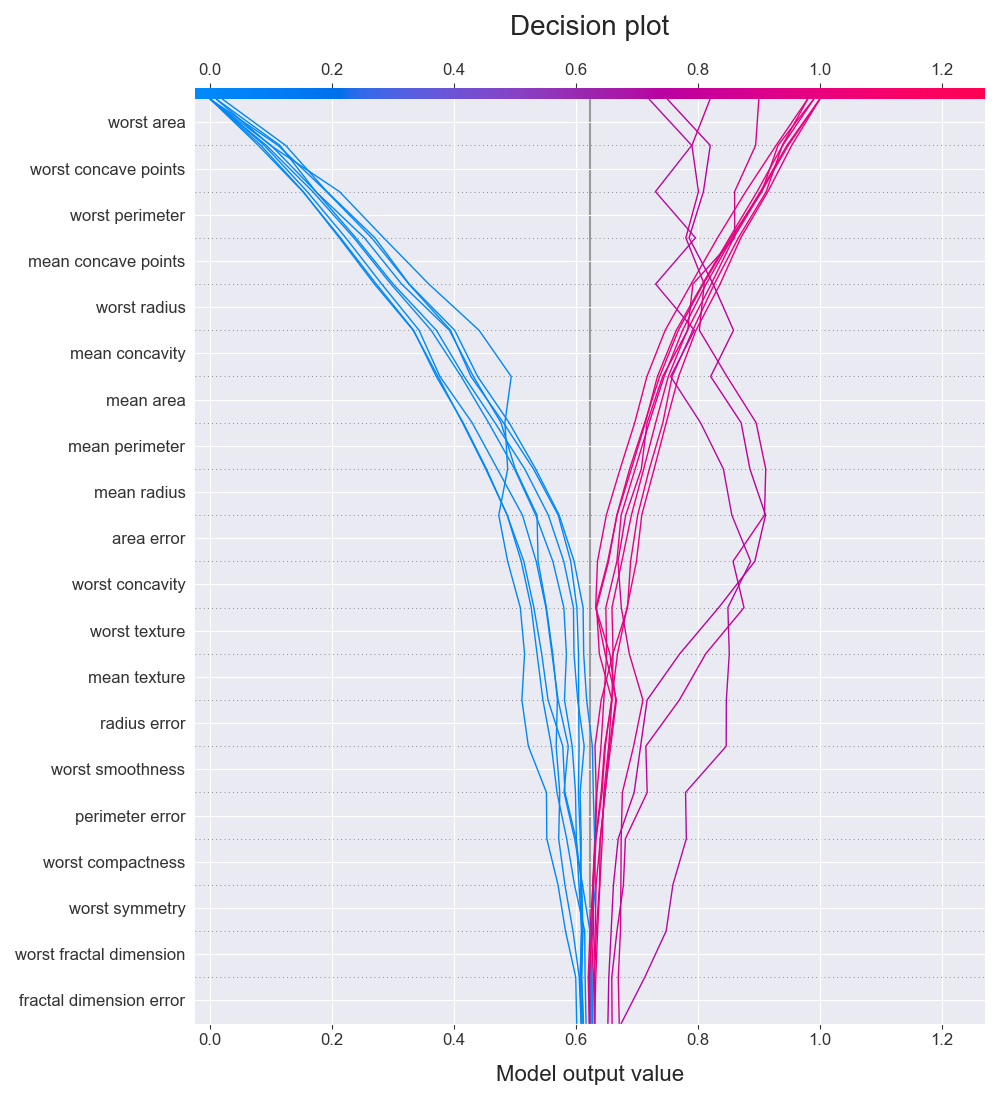 Decision plot
0.0 0.2 0.4 0.6 0.8 1.0 1.2
worst area
worst concave points
worst perimeter
mean concave points
worst radius
mean concavity
mean area
mean perimeter
mean radius
area error
worst concavity
worst texture
mean texture
radius error
worst smoothness
perimeter error
worst compactness
worst symmetry
worst fractal dimension
fractal dimension error
0.0 0.2 0.4 0.6 0.8 1.0 1.2
Model output value